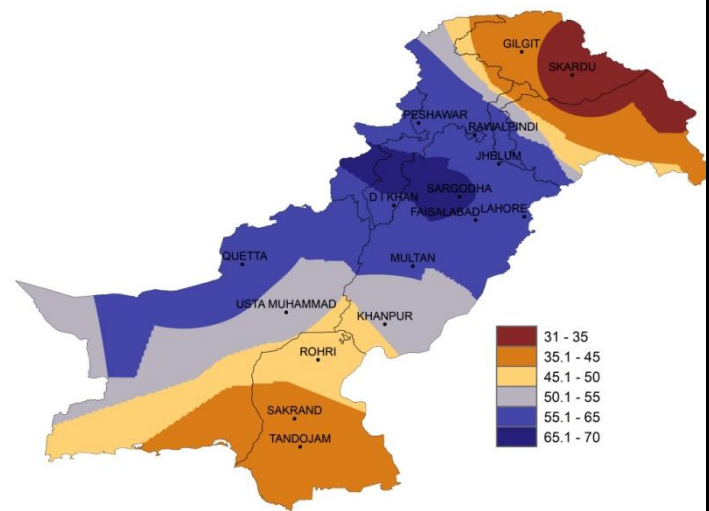 GILGIT
SKARDU
PESHAWAR
RAWALPINDI
JHELUM
SARGODHA
D I KHAN
FAISALABAD
LAHORE
QUETTA
MULTAN
USTA MUHAMMAD
KHANPUR
ROHRI
SAKRAND
TANDOJAM
31 - 35
35.1 - 45
45.1 - 50
50.1 - 55
55.1 - 65
65.1 - 70